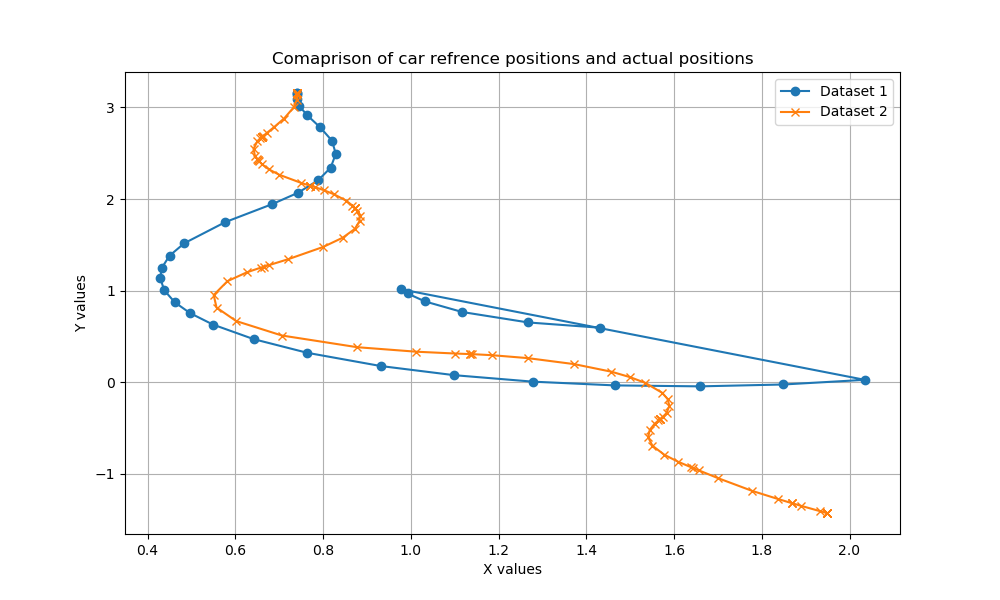 Comaprison of car refrence positions and actual positions
Dataset 1
Dataset 2
3
2
1
0
−1
Y values
0.4 0.6 0.8 1.0 1.2 1.4 1.6 1.8 2.0
X values